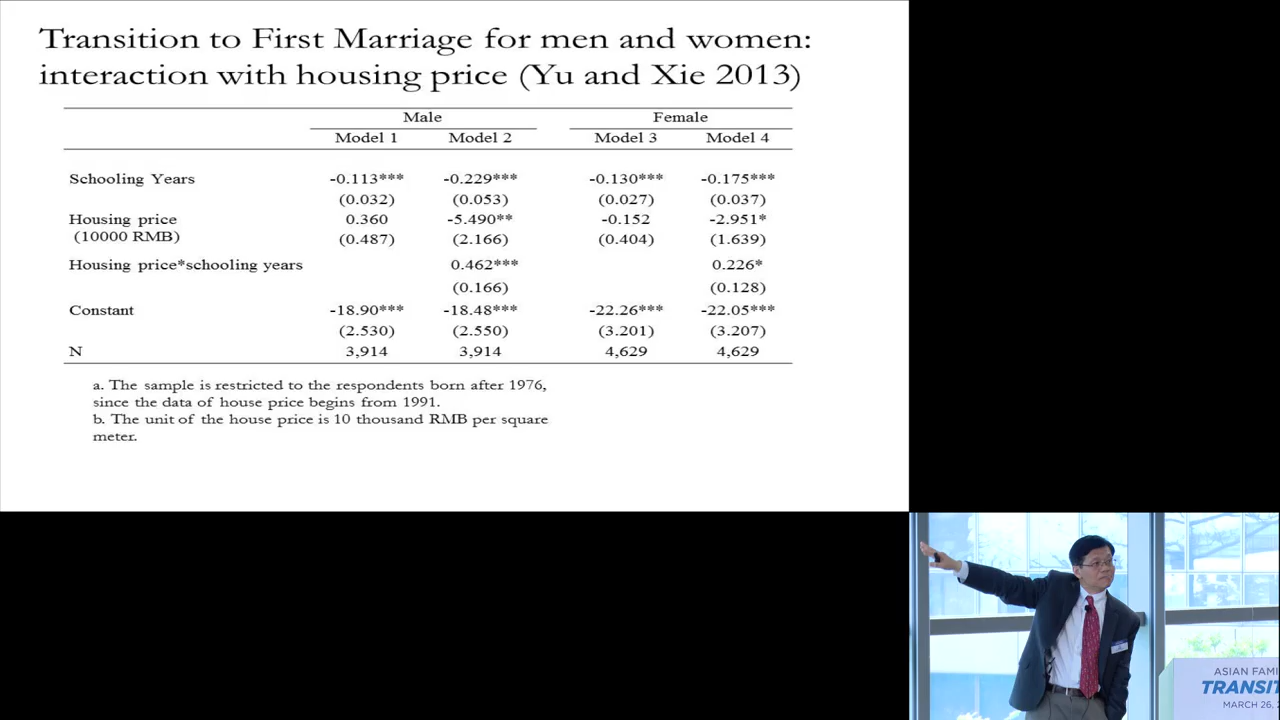 Transition to First Marriage for men and women:
interaction with housing price (Yu and Xie 2013)
Male Female
Model 1 Model 2 Model 3 Model 4
Schooling Years -0.113*** -0.229*** -0.130*** -0.175***
(0.032) (0.053) (0.027) (0.037)
Housing price 0.360 -5.490** -0.152 -2.951*
(10000 RMB) (0.487) (2.166) (0.404) (1.639)
Housing price*schooling years 0.462*** 0.226*
(0.166) (0.128)
Constant -18.90*** -18.48*** -22.26*** -22.05***
(2.530) (2.550) (3.201) (3.207)
N 3,914 3,914 4,629 4,629
a. The sample is restricted to the respondents born after 1976,
since the data of house price begins from 1991.
b. The unit of the house price is 10 thousand RMB per square
meter.
ASIAN FAMI
TRANSIT
MARCH 26,